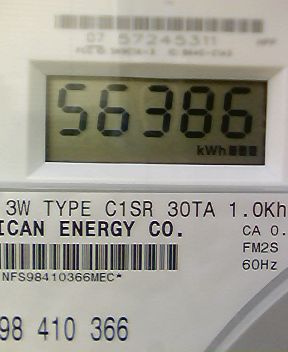 07 57245311
56386
kWh
3W TYPE C1SR 30TA 1.0Kh
ICAN ENERGY CO.
CA 0.
FM2S
60Hz
NFS98410366MEC*
98 410 366